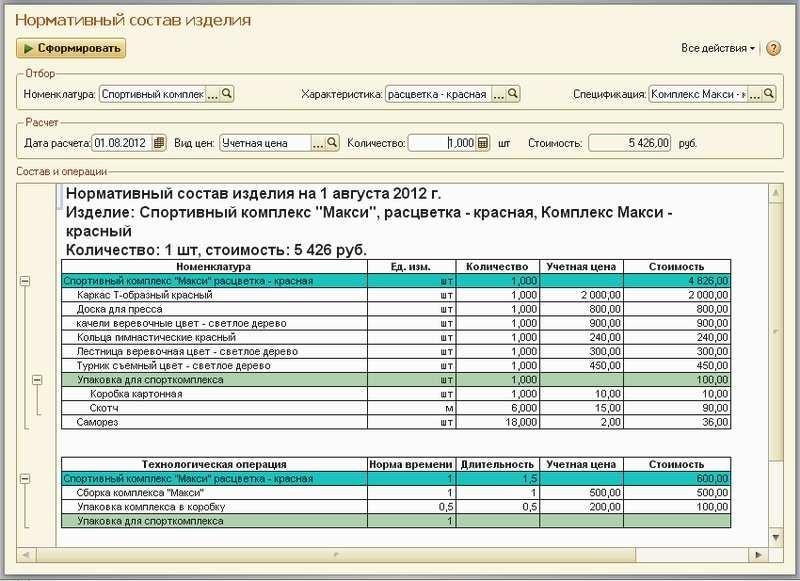 Нормативный состав изделия
Сформировать Все действия ?
Отбор
Номенклатура: Спортивный комплек ... Характеристика: расцветка - красная ... Спецификация: Комплекс Макси - к ...
Расчет
Дата расчета: 01.08.2012 Вид цен: Учетная цена ... Количество: 1,000 шт Стоимость: 5 426,00 руб.
Состав и операции
Нормативный состав изделия на 1 августа 2012 г.
Изделие: Спортивный комплекс "Макси", расцветка - красная, Комплекс Макси -
красный
Количество: 1 шт, стоимость: 5 426 руб.
Номенклатура Ед. изм. Количество Учетная цена Стоимость
Спортивный комплекс "Макси" расцветка - красная шт 1,000 4 826,00
Каркас Т-образный красный шт 1,000 2 000,00 2 000,00
Доска для пресса шт 1,000 800,00 800,00
качели веревочные цвет - светлое дерево шт 1,000 900,00 900,00
Кольца гимнастические красный шт 1,000 240,00 240,00
Лестница веревочная цвет - светлое дерево шт 1,000 300,00 300,00
Турник съемный цвет - светлое дерево шт 1,000 450,00 450,00
Упаковка для спорткомплекса шт 1,000 100,00
Коробка картонная шт 1,000 10,00 10,00
Скотч м 6,000 15,00 90,00
Саморез шт 18,000 2,00 36,00
Технологическая операция Норма времени Длительность Учетная цена Стоимость
Спортивный комплекс "Макси" расцветка - красная 1 1,5 600,00
Сборка комплекса "Макси" 1 1 500,00 500,00
Упаковка комплекса в коробку 0,5 0,5 200,00 100,00
Упаковка для спорткомплекса 1